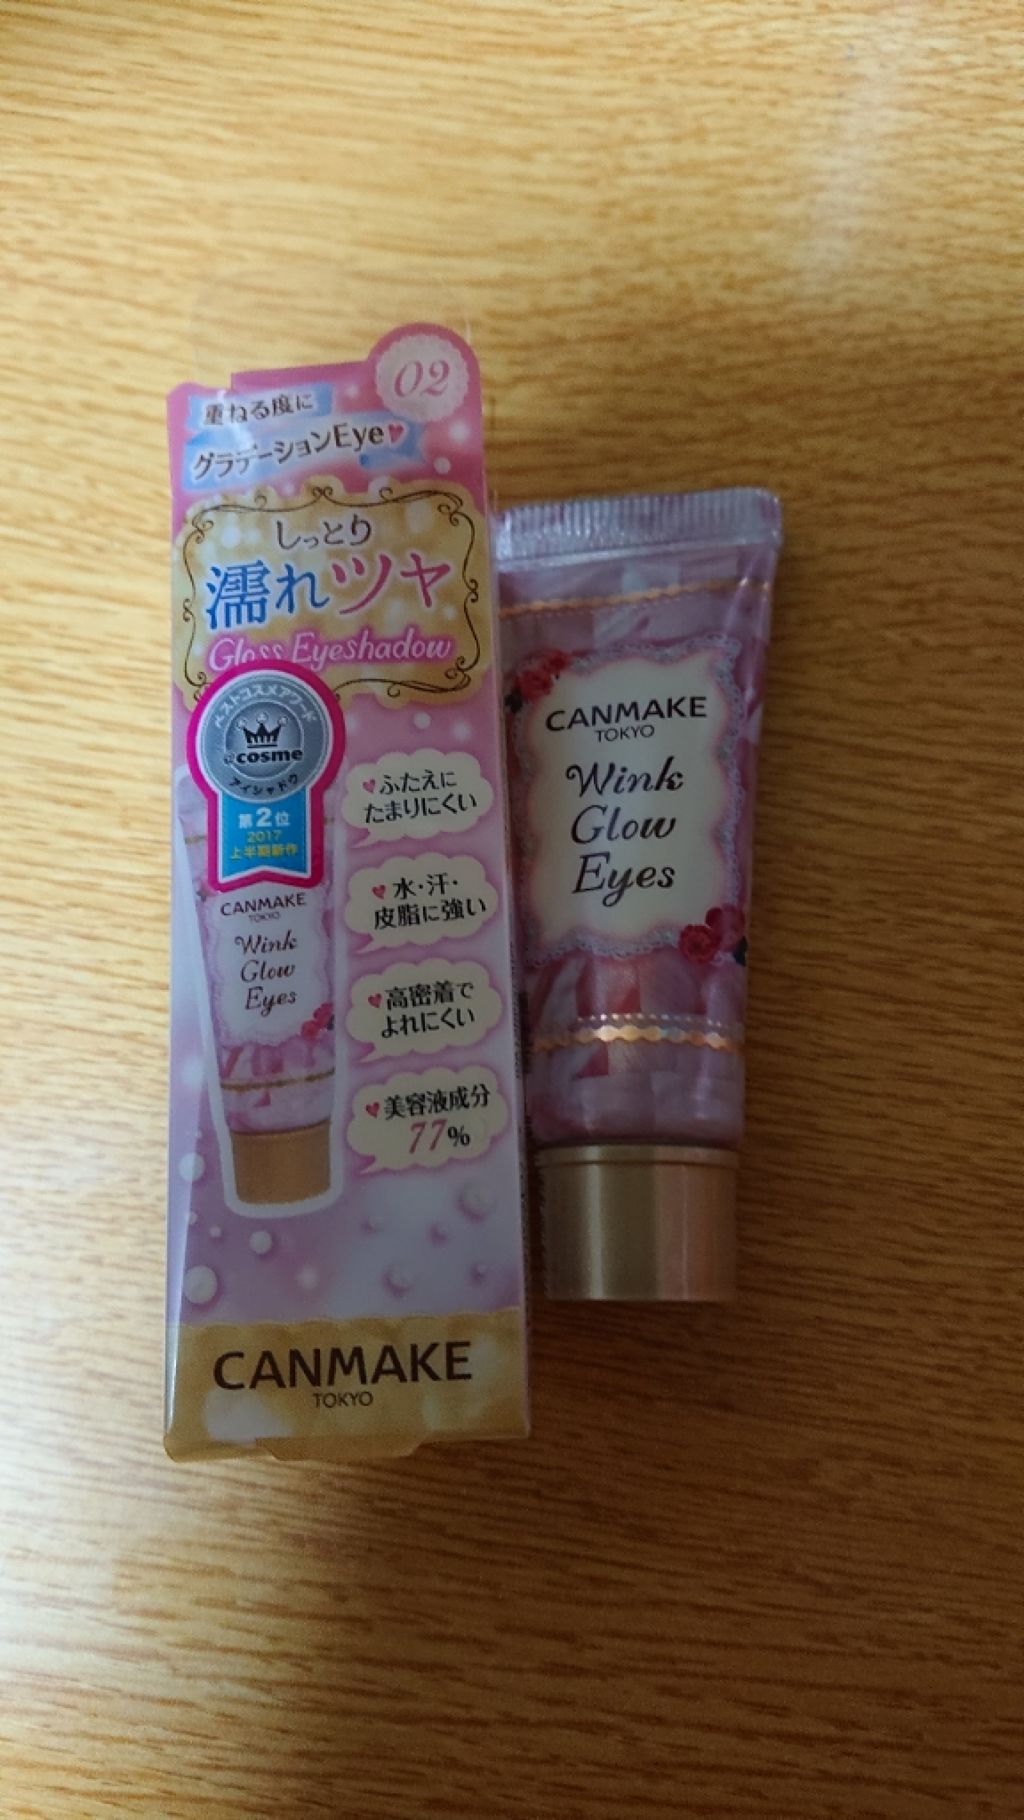 02
重ねる度に
グラデーションEye♥
しっとり
濡れツヤ
Gloss Eyeshadow
ベストコスメアワード
@cosme
アイシャドウ
第2位
2017
上半期新作
♥ふたえに
たまりにくい
♥水・汗・
皮脂に強い
♥高密着で
よれにくい
♥美容液成分
77%
CANMAKE
TOKYO
Wink
Glow
Eyes
CANMAKE
TOKYO
CANMAKE
TOKYO
Wink
Glow
Eyes